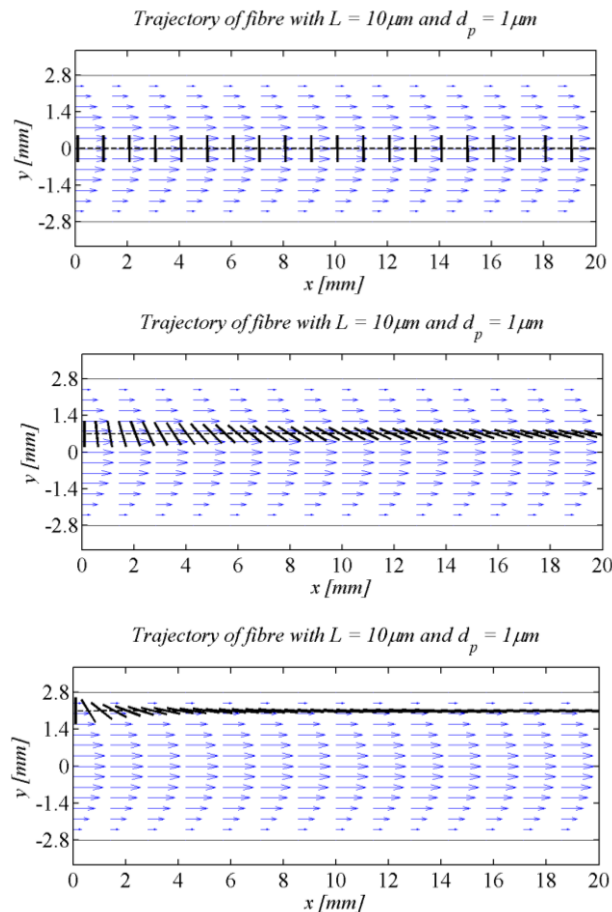 Trajectory of fibre with L = 10μm and d_p = 1μm
2.8
1.4
0
-1.4
-2.8
y [mm]
0 2 4 6 8 10 12 14 16 18 20
x [mm]
Trajectory of fibre with L = 10μm and d_p = 1μm
2.8
1.4
0
-1.4
-2.8
y [mm]
0 2 4 6 8 10 12 14 16 18 20
x [mm]
Trajectory of fibre with L = 10μm and d_p = 1μm
2.8
1.4
0
-1.4
-2.8
y [mm]
0 2 4 6 8 10 12 14 16 18 20
x [mm]